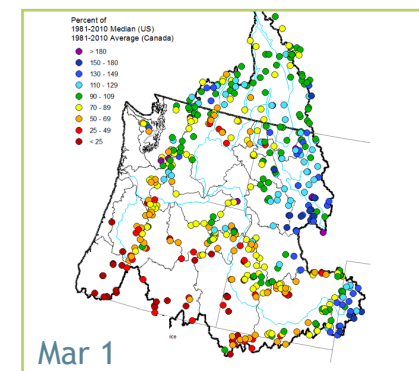 Percent of
1981-2010 Median (US)
1981-2010 Average (Canada)
> 180
150 - 180
130 - 149
110 - 129
90 - 109
70 - 89
50 - 69
25 - 49
< 25
Mar 1